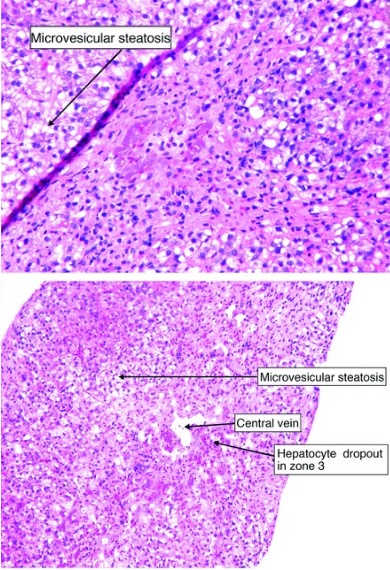 Microvesicular steatosis
Microvesicular steatosis
Central vein
Hepatocyte dropout
in zone 3